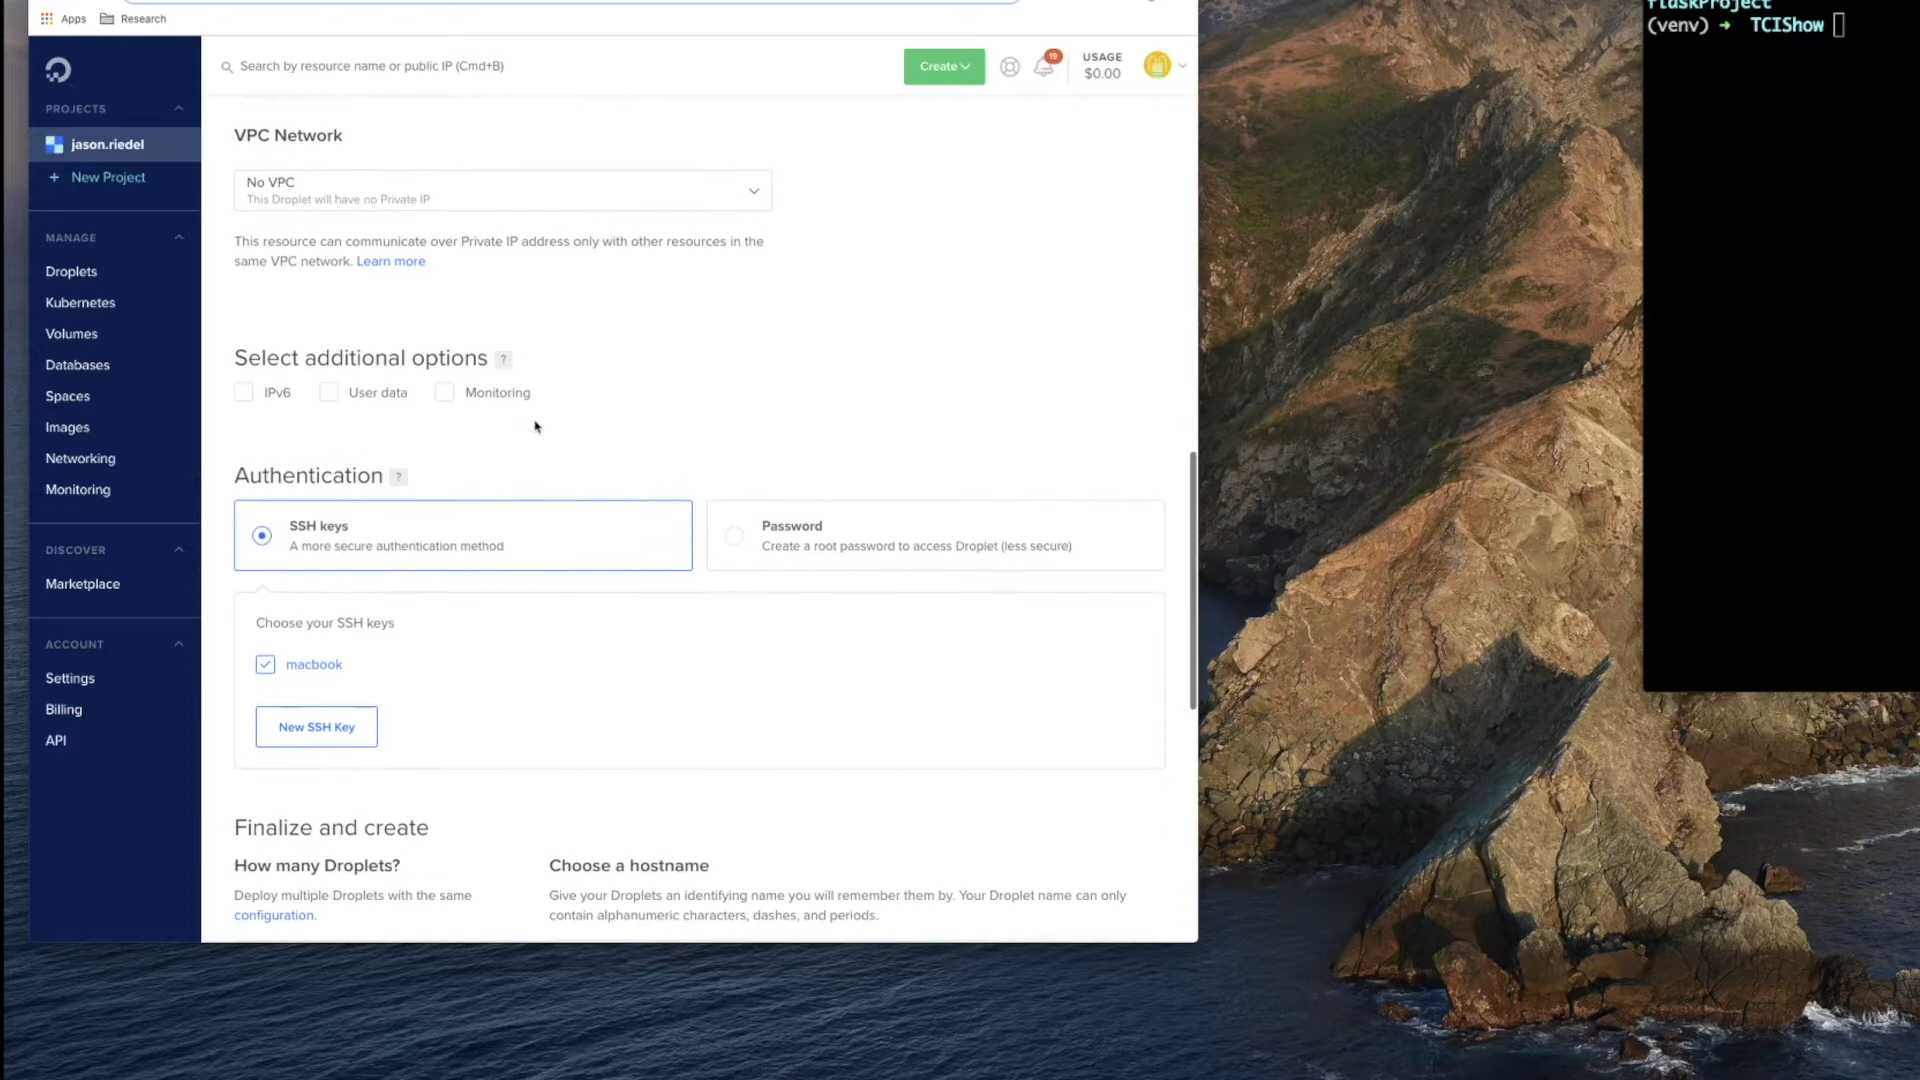 Apps
Research
Search by resource name or public IP (Cmd+B)
Create
19
USAGE
$0.00
PROJECTS
jason.riedel
+ New Project
MANAGE
Droplets
Kubernetes
Volumes
Databases
Spaces
Images
Networking
Monitoring
DISCOVER
Marketplace
ACCOUNT
Settings
Billing
API
VPC Network
No VPC
This Droplet will have no Private IP
This resource can communicate over Private IP address only with other resources in the
same VPC network. Learn more
Select additional options ?
IPv6
User data
Monitoring
Authentication ?
SSH keys
A more secure authentication method
Password
Create a root password to access Droplet (less secure)
Choose your SSH keys
macbook
New SSH Key
Finalize and create
How many Droplets?
Deploy multiple Droplets with the same
configuration.
Choose a hostname
Give your Droplets an identifying name you will remember them by. Your Droplet name can only
contain alphanumeric characters, dashes, and periods.
flaskProject
(venv) → TCIShow